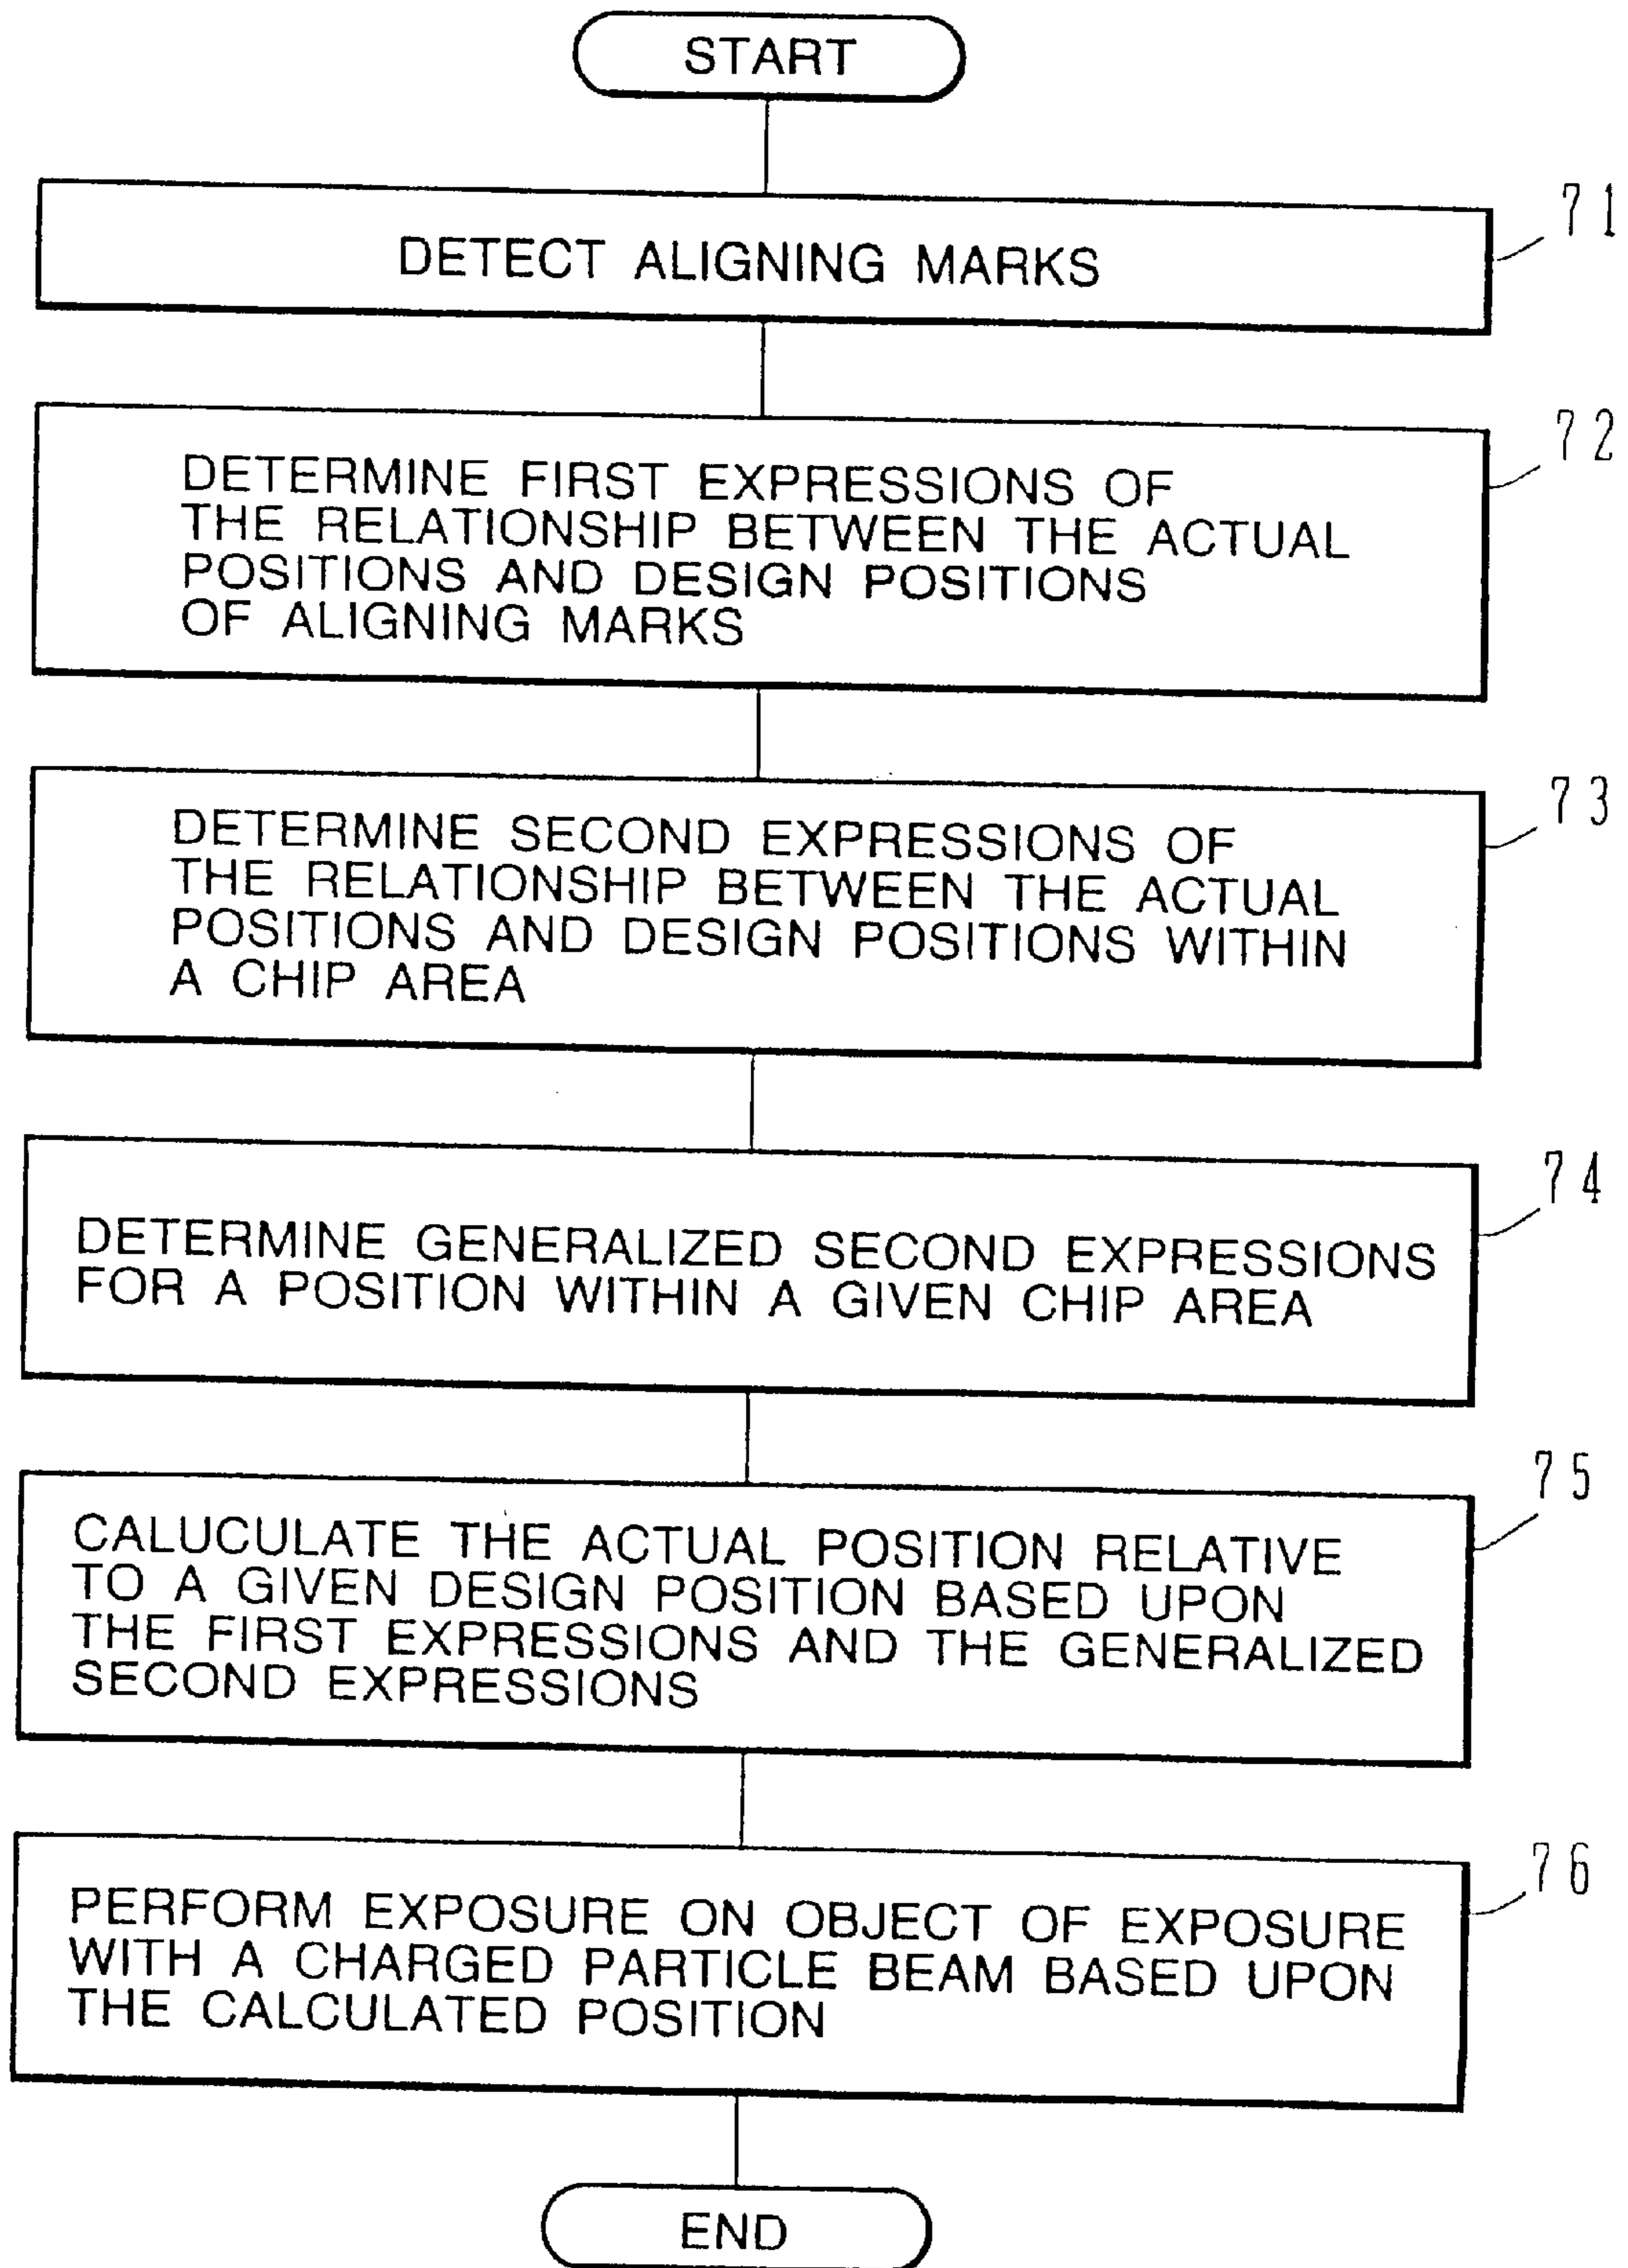 START
71
DETECT ALIGNING MARKS
72
DETERMINE FIRST EXPRESSIONS OF
THE RELATIONSHIP BETWEEN THE ACTUAL
POSITIONS AND DESIGN POSITIONS
OF ALIGNING MARKS
73
DETERMINE SECOND EXPRESSIONS OF
THE RELATIONSHIP BETWEEN THE ACTUAL
POSITIONS AND DESIGN POSITIONS WITHIN
A CHIP AREA
74
DETERMINE GENERALIZED SECOND EXPRESSIONS
FOR A POSITION WITHIN A GIVEN CHIP AREA
75
CALUCULATE THE ACTUAL POSITION RELATIVE
TO A GIVEN DESIGN POSITION BASED UPON
THE FIRST EXPRESSIONS AND THE GENERALIZED
SECOND EXPRESSIONS
76
PERFORM EXPOSURE ON OBJECT OF EXPOSURE
WITH A CHARGED PARTICLE BEAM BASED UPON
THE CALCULATED POSITION
END